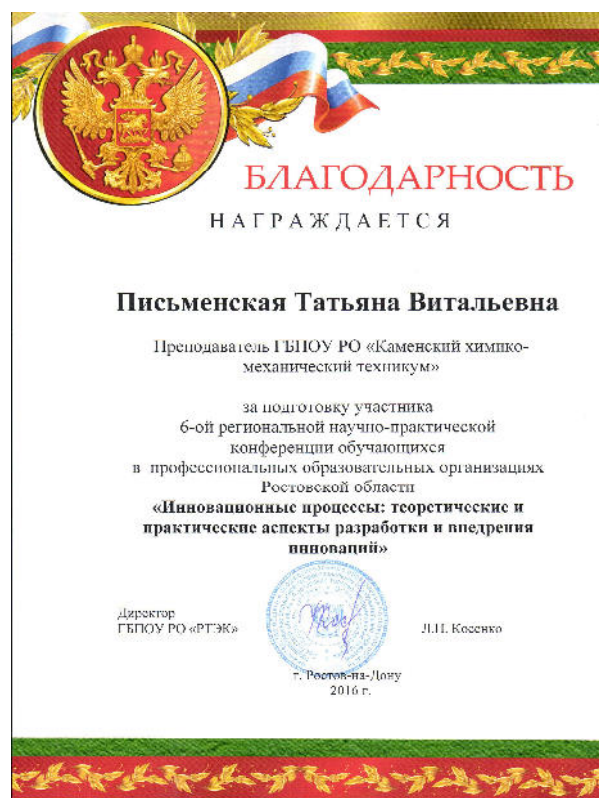 БЛАГОДАРНОСТЬ
НАГРАЖДАЕТСЯ
Письменская Татьяна Витальевна
Преподаватель ГБПОУ РО «Каменский химико-
механический техникум»
за подготовку участника
6-ой региональной научно-практической
конференции обучающихся
в профессиональных образовательных организациях
Ростовской области
«Инновационные процессы: теоретические и
практические аспекты разработки и внедрения
инноваций»
Директор
ГБПОУ РО «РТЭК»
Косенко
г. Ростов-на-Дону
2016 г.